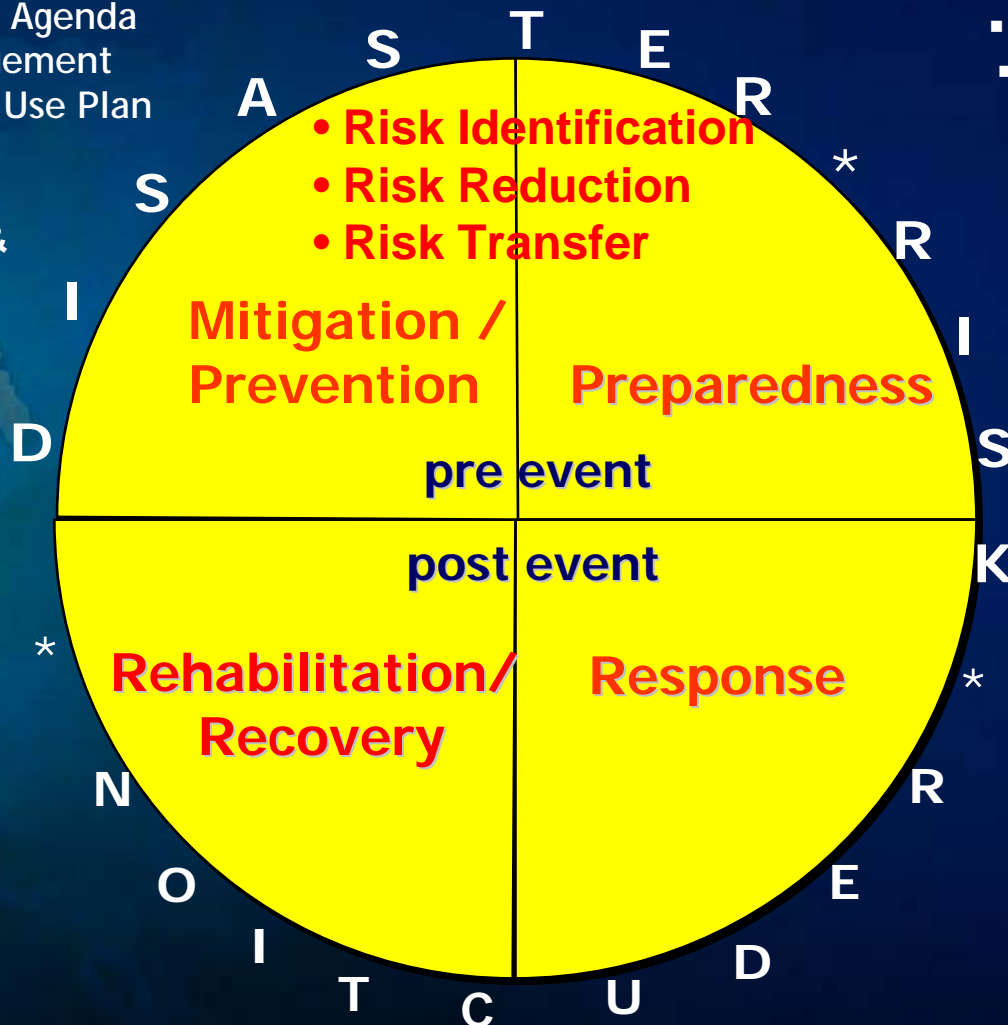 Agenda
ement
Use Plan
&
D I S A S T E R * R I S K * R E D U C T I O N *
• Risk Identification
• Risk Reduction
• Risk Transfer
Mitigation /
Prevention
Preparedness
pre event
post event
Rehabilitation/
Recovery
Response